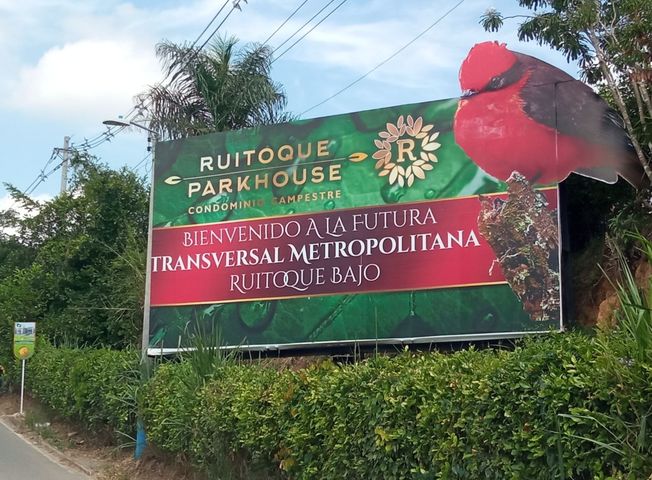 RUITOQUE
PARKHOUSE
CONDOMINIO CAMPESTRE
R
BIENVENIDO A LA FUTURA
TRANSVERSAL METROPOLITANA
RUITOQUE BAJO